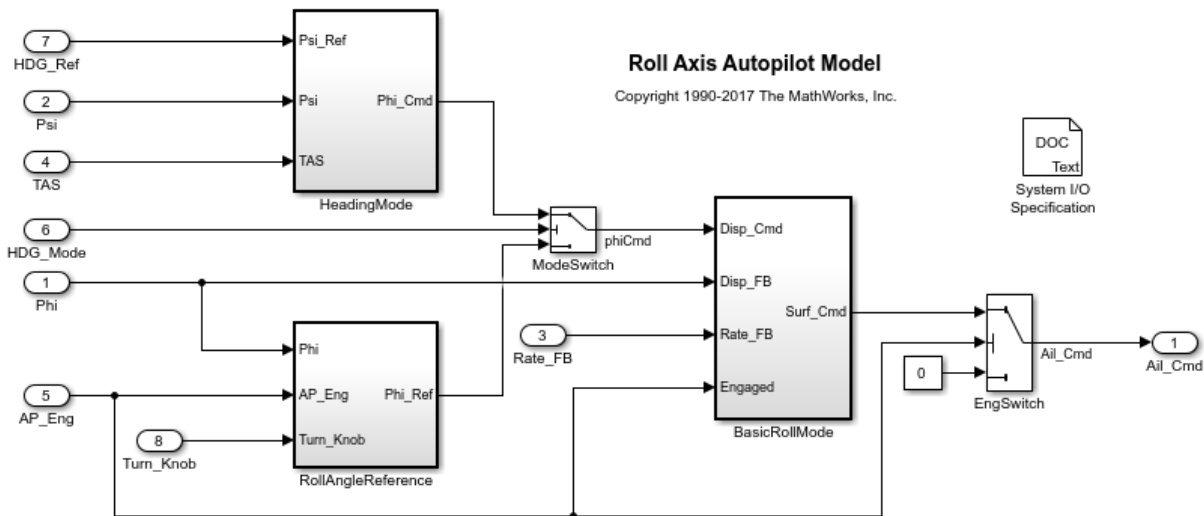 7
HDG_Ref
2
Psi
4
TAS
Psi_Ref
Psi
TAS
Phi_Cmd
HeadingMode
Roll Axis Autopilot Model
Copyright 1990-2017 The MathWorks, Inc.
DOC
Text
System I/O
Specification
6
HDG_Mode
1
Phi
ModeSwitch
phiCmd
Disp_Cmd
Disp_FB
Rate_FB
Engaged
Surf_Cmd
BasicRollMode
3
Rate_FB
5
AP_Eng
8
Turn_Knob
Phi
AP_Eng
Turn_Knob
Phi_Ref
RollAngleReference
0
EngSwitch
Ail_Cmd
1
Ail_Cmd